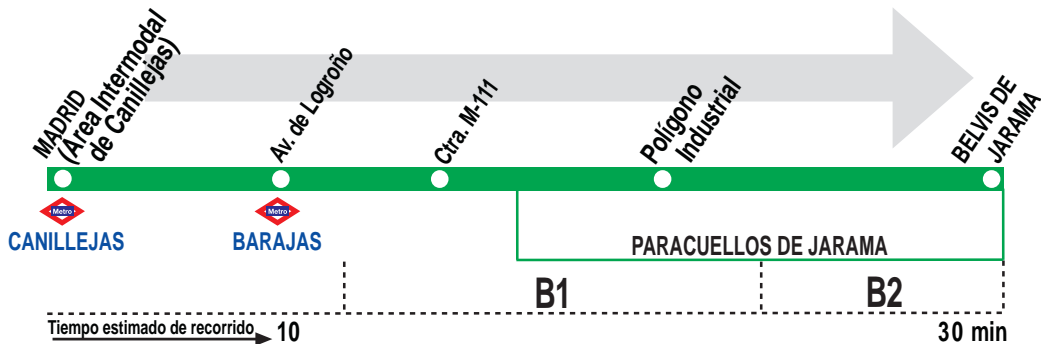 MADRID
(Área Intermodal
de Canillejas)
Av. de Logroño
Ctra. M-111
Polígono
Industrial
BELVIS DE
JARAMA
Metro
CANILLEJAS
Metro
BARAJAS
PARACUELLOS DE JARAMA
B1
B2
Tiempo estimado de recorrido 10 30 min